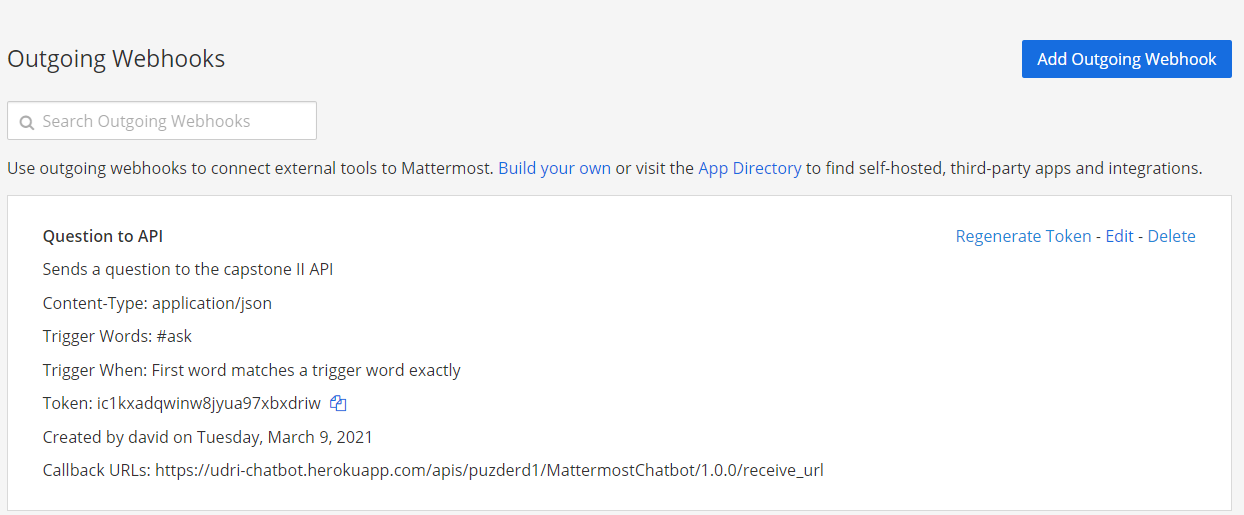 Outgoing Webhooks
Add Outgoing Webhook
Search Outgoing Webhooks
Use outgoing webhooks to connect external tools to Mattermost. Build your own or visit the App Directory to find self-hosted, third-party apps and integrations.
Question to API
Regenerate Token - Edit - Delete
Sends a question to the capstone II API
Content-Type: application/json
Trigger Words: #ask
Trigger When: First word matches a trigger word exactly
Token: ic1kxadqwinw8jyua97xbxdriw
Created by david on Tuesday, March 9, 2021
Callback URLs: https://udri-chatbot.herokuapp.com/apis/puzderd1/MattermostChatbot/1.0.0/receive_url